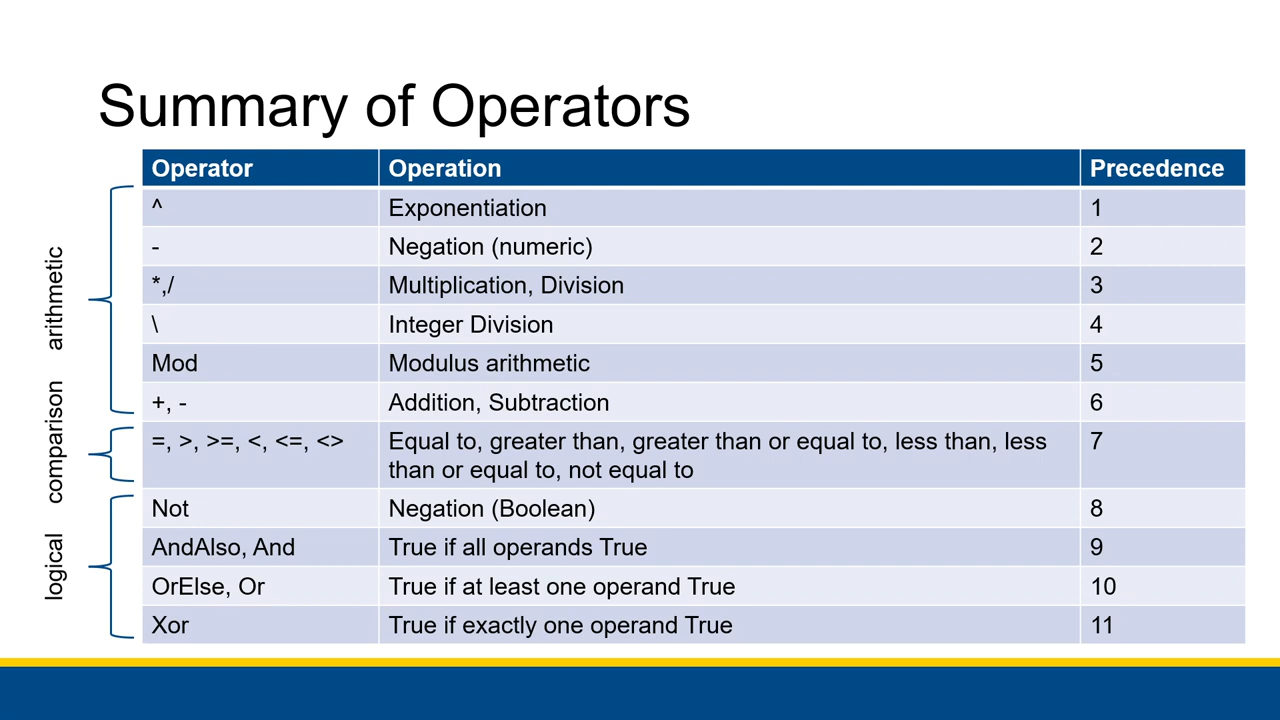 Summary of Operators
Operator Operation Precedence
^ Exponentiation 1
- Negation (numeric) 2
*,/ Multiplication, Division 3
\ Integer Division 4
Mod Modulus arithmetic 5
+, - Addition, Subtraction 6
=, >, >=, <, <=, <> Equal to, greater than, greater than or equal to, less than, less 7
than or equal to, not equal to
Not Negation (Boolean) 8
AndAlso, And True if all operands True 9
OrElse, Or True if at least one operand True 10
Xor True if exactly one operand True 11
arithmetic
comparison
logical